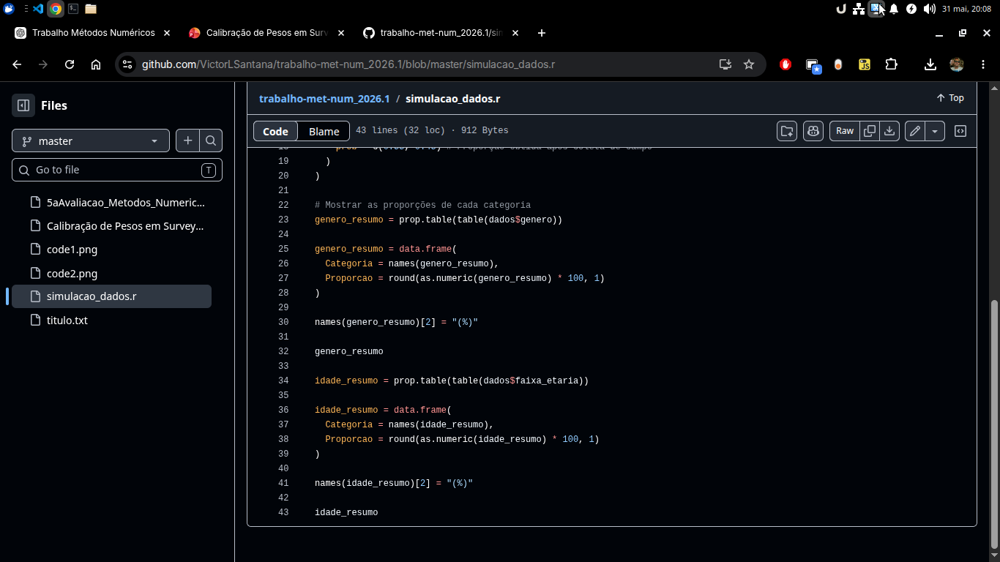 31 mai, 20:08
Trabalho Métodos Numéricos
Calibração de Pesos em Surv
trabalho-met-num_2026.1/sin
github.com/VictorLSantana/trabalho-met-num_2026.1/blob/master/simulacao_dados.r
JS
Files
master
Go to file
T
5aAvaliacao_Metodos_Numeric...
Calibração de Pesos em Survey...
code1.png
code2.png
simulacao_dados.r
titulo.txt
trabalho-met-num_2026.1 / simulacao_dados.r
Top
Code
Blame
43 lines (32 loc) · 912 Bytes
Raw
19 )
20 )
21
22 # Mostrar as proporções de cada categoria
23 genero_resumo = prop.table(table(dados$genero))
24
25 genero_resumo = data.frame(
26 Categoria = names(genero_resumo),
27 Proporcao = round(as.numeric(genero_resumo) * 100, 1)
28 )
29
30 names(genero_resumo)[2] = "(%)"
31
32 genero_resumo
33
34 idade_resumo = prop.table(table(dados$faixa_etaria))
35
36 idade_resumo = data.frame(
37 Categoria = names(idade_resumo),
38 Proporcao = round(as.numeric(idade_resumo) * 100, 1)
39 )
40
41 names(idade_resumo)[2] = "(%)"
42
43 idade_resumo